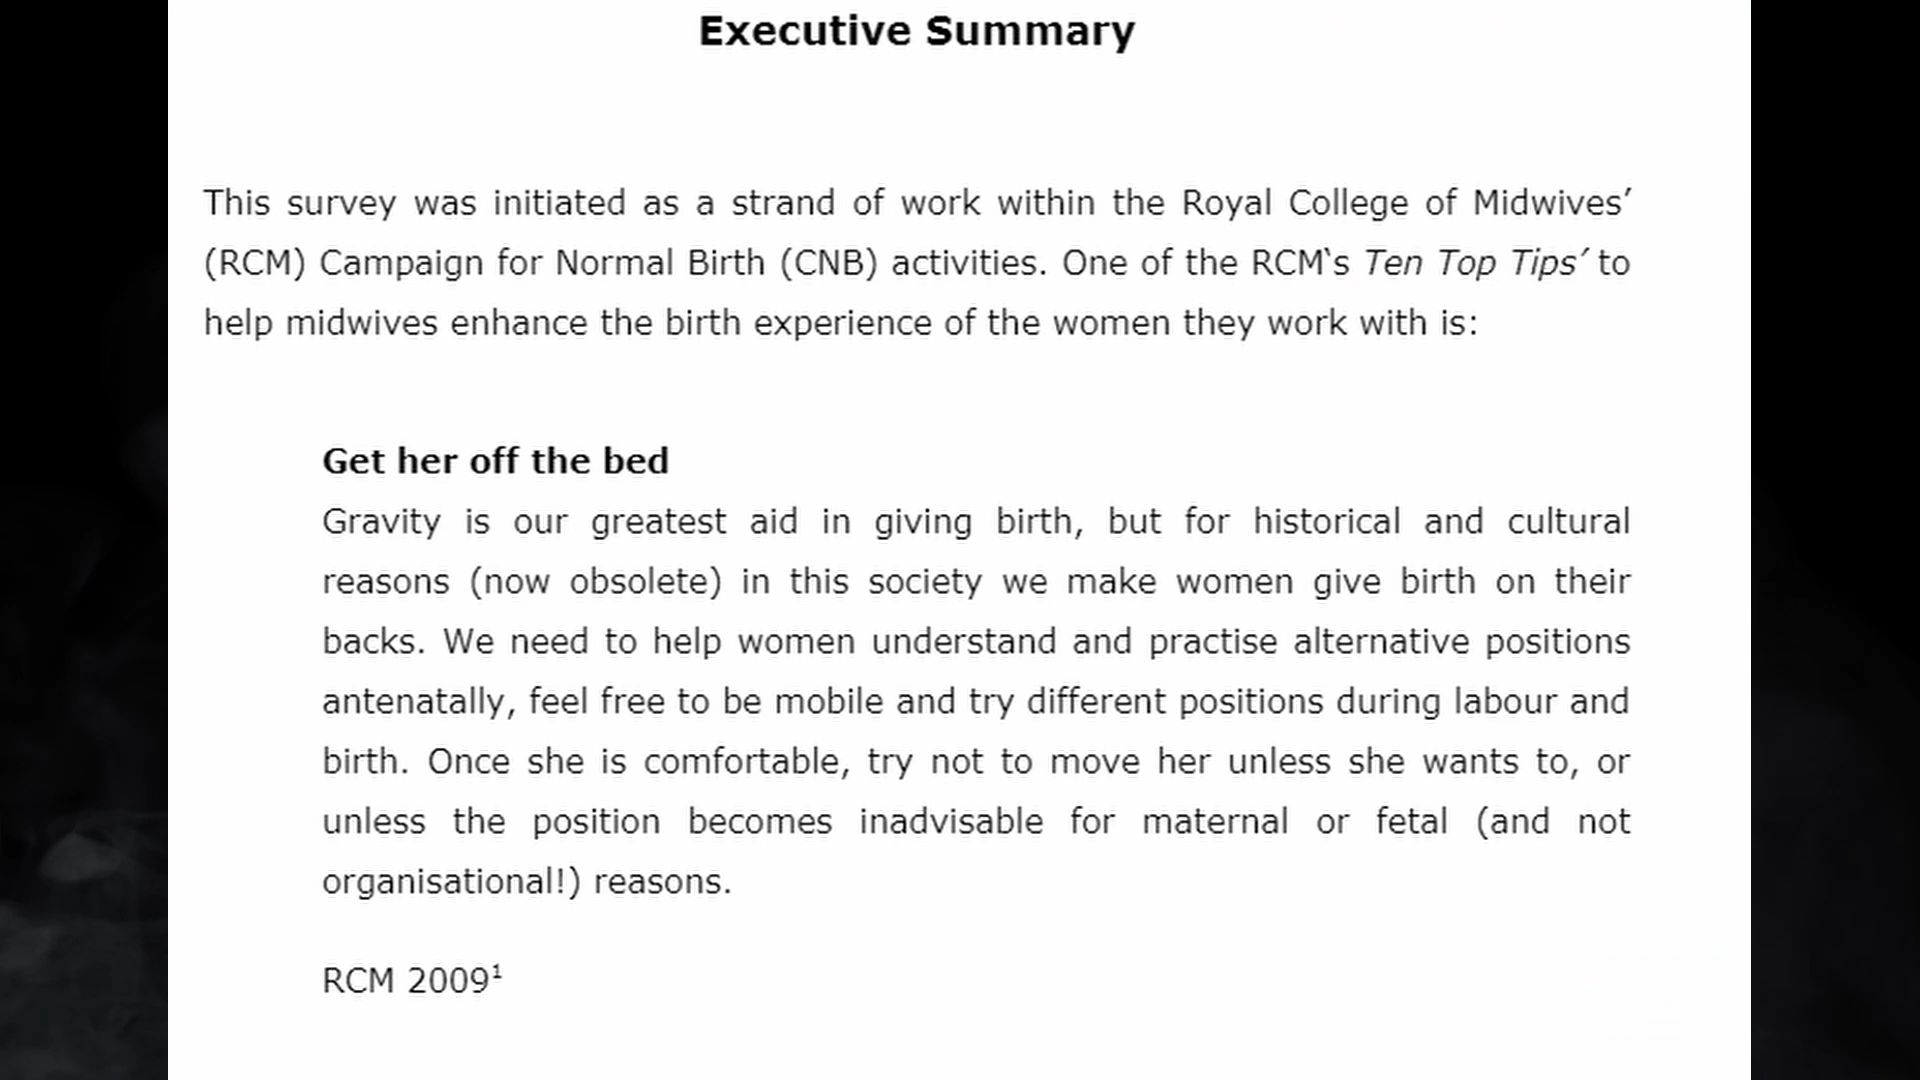 Executive Summary
This survey was initiated as a strand of work within the Royal College of Midwives’
(RCM) Campaign for Normal Birth (CNB) activities. One of the RCM‘s Ten Top Tips’ to
help midwives enhance the birth experience of the women they work with is:
Get her off the bed
Gravity is our greatest aid in giving birth, but for historical and cultural
reasons (now obsolete) in this society we make women give birth on their
backs. We need to help women understand and practise alternative positions
antenatally, feel free to be mobile and try different positions during labour and
birth. Once she is comfortable, try not to move her unless she wants to, or
unless the position becomes inadvisable for maternal or fetal (and not
organisational!) reasons.
RCM 2009¹